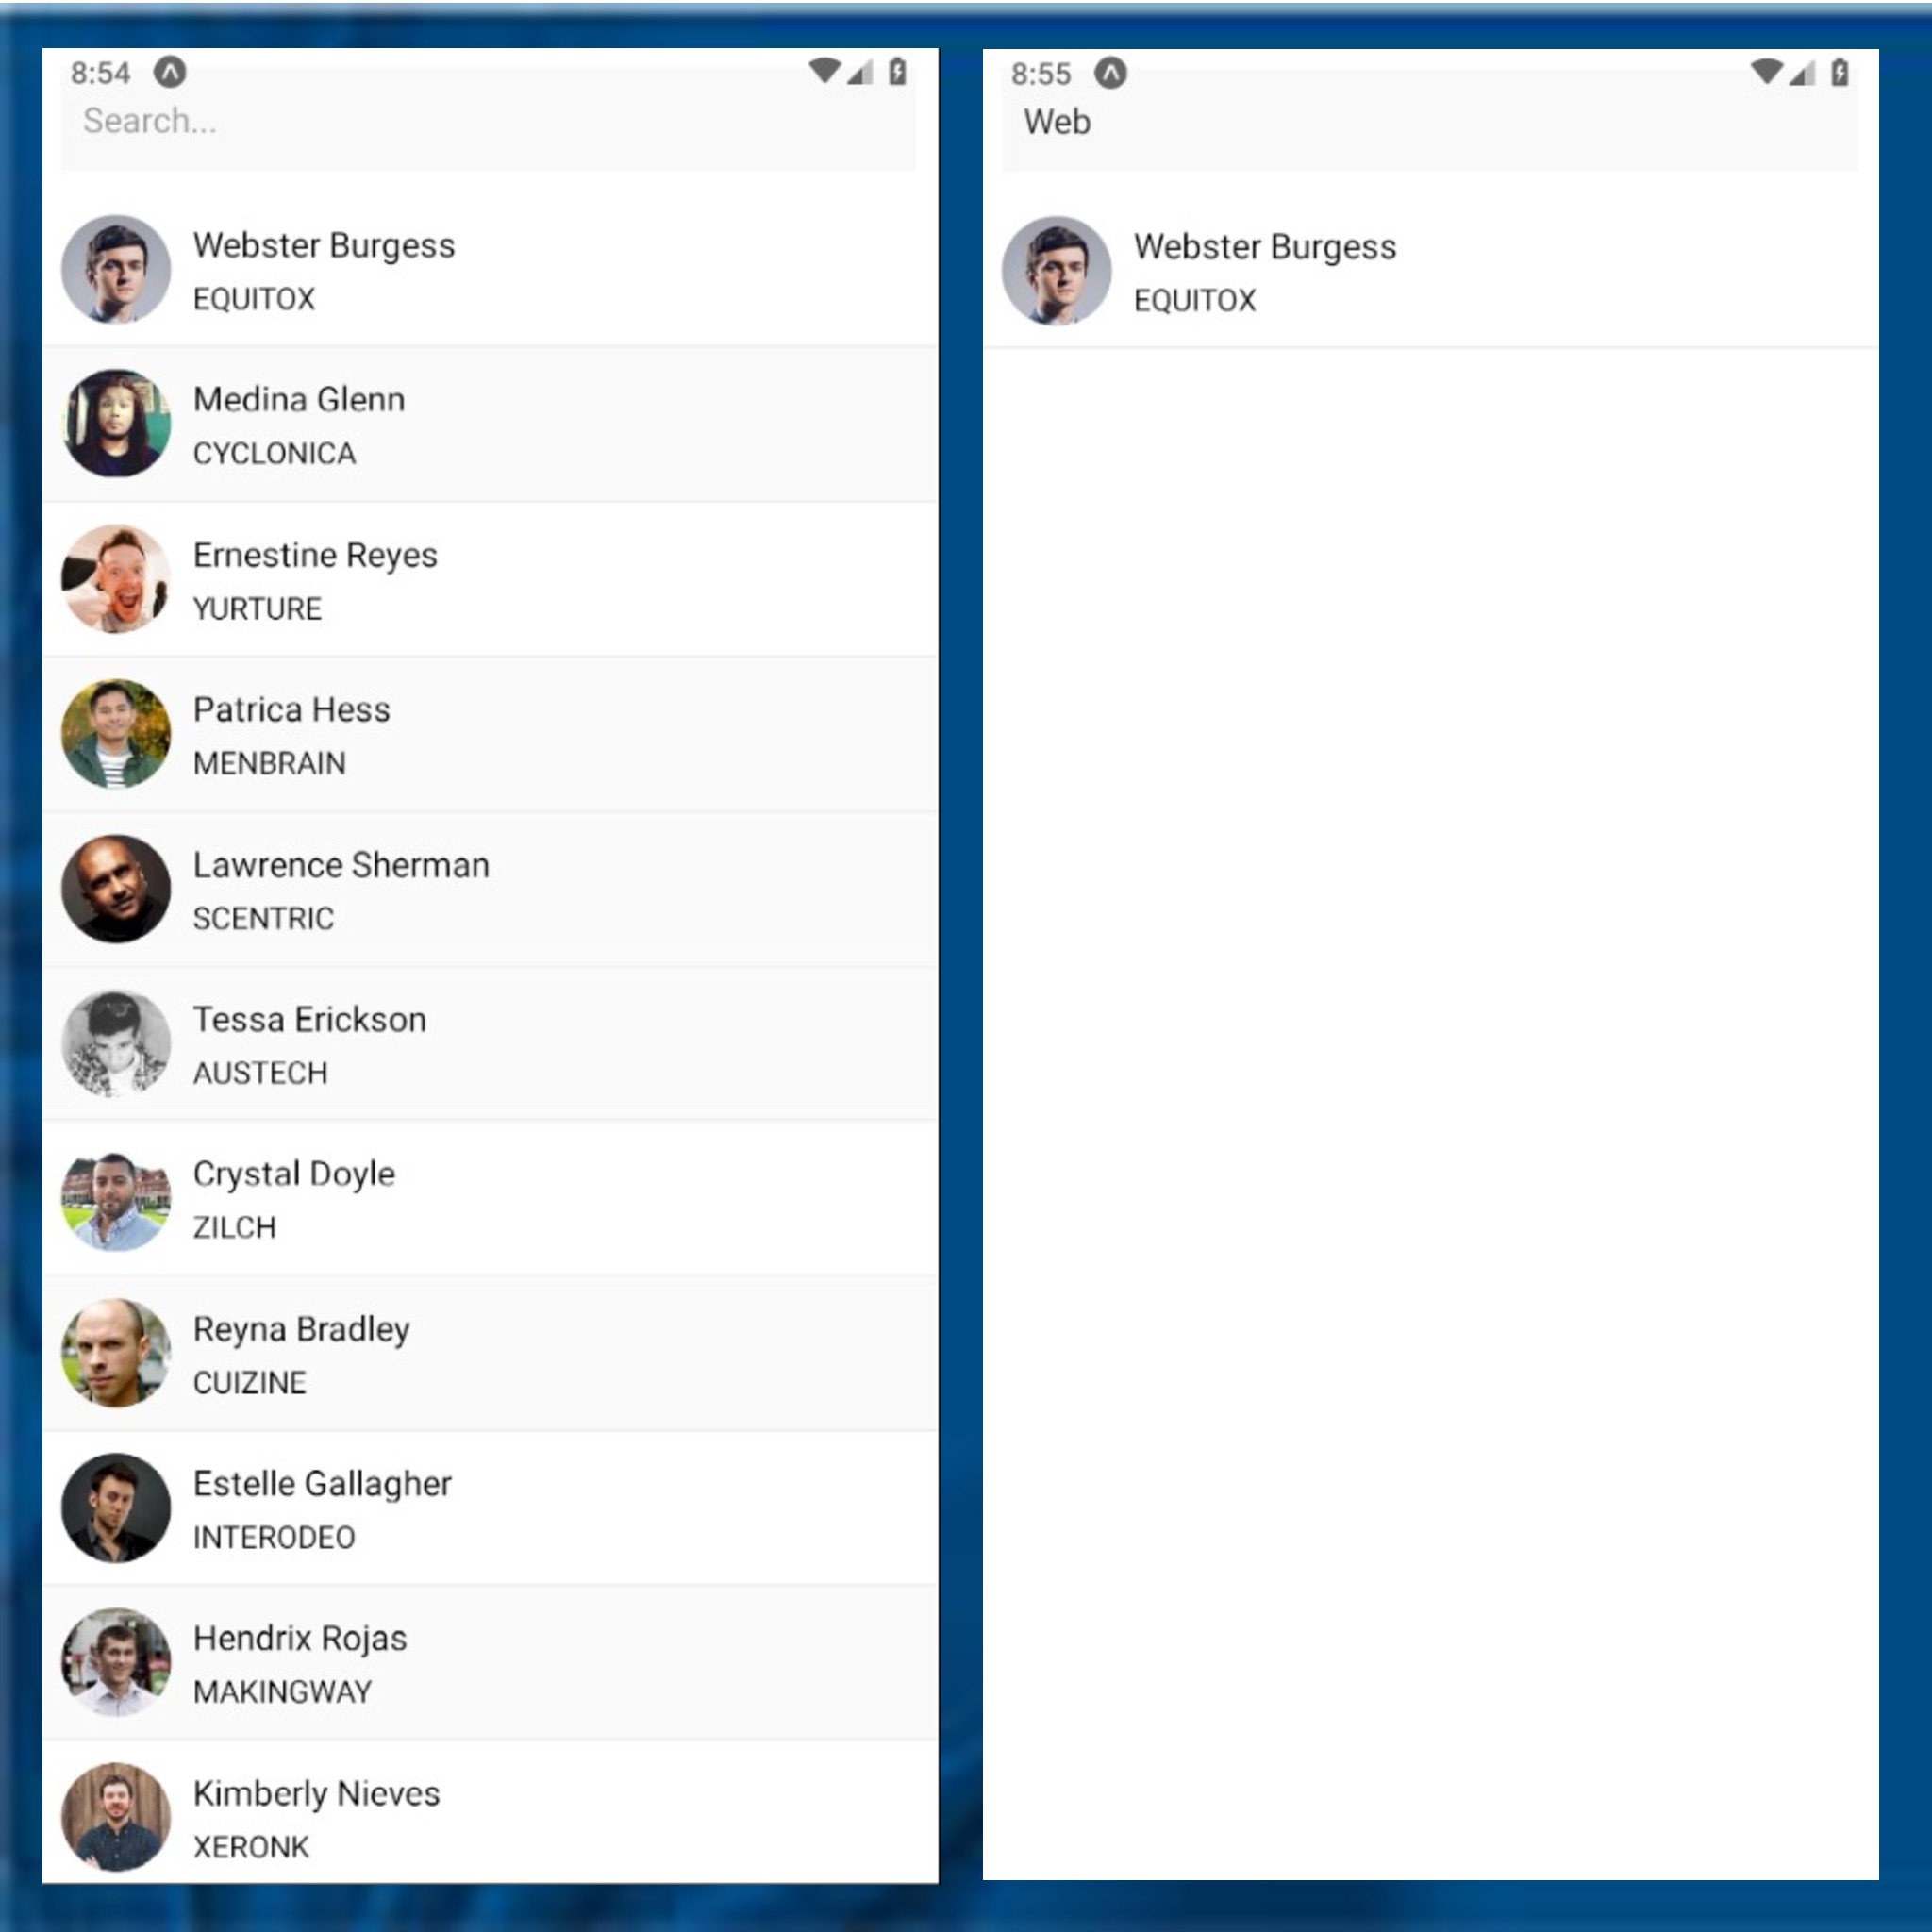 8:54
Search...
Webster Burgess
EQUITOX
Medina Glenn
CYCLONICA
Ernestine Reyes
YURTURE
Patrica Hess
MENBRAIN
Lawrence Sherman
SCENTRIC
Tessa Erickson
AUSTECH
Crystal Doyle
ZILCH
Reyna Bradley
CUIZINE
Estelle Gallagher
INTERODEO
Hendrix Rojas
MAKINGWAY
Kimberly Nieves
XERONK
8:55
Web
Webster Burgess
EQUITOX